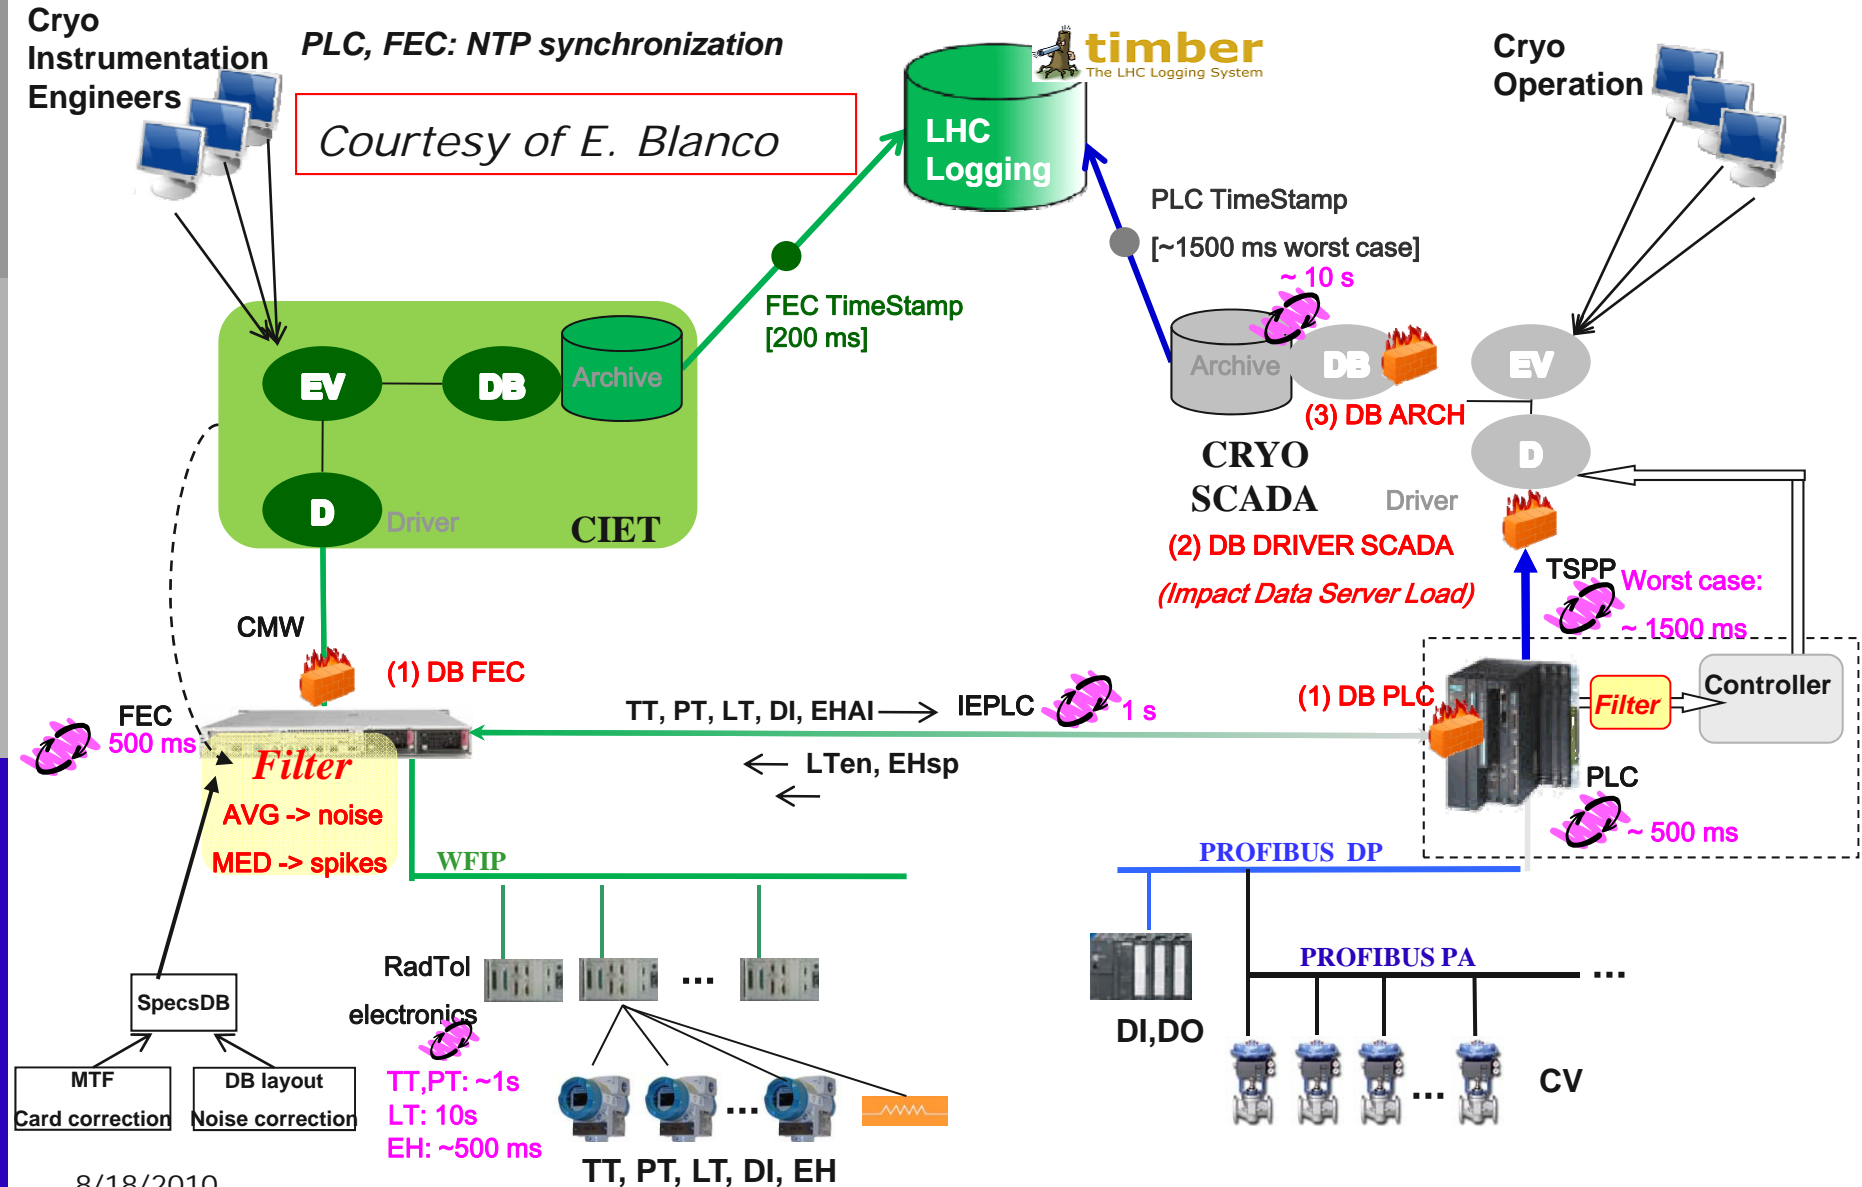 Cryo
Instrumentation
Engineers
PLC, FEC: NTP synchronization
Courtesy of E. Blanco
timber
The LHC Logging System
LHC
Logging
Cryo
Operation
PLC TimeStamp
[~1500 ms worst case]
~ 10 s
FEC TimeStamp
[200 ms]
EV
DB
Archive
D
Driver
CIET
Archive
DB
EV
(3) DB ARCH
D
CRYO
SCADA
Driver
(2) DB DRIVER SCADA
(Impact Data Server Load)
TSPP
Worst case:
~ 1500 ms
CMW
(1) DB FEC
FEC
500 ms
Filter
AVG -> noise
MED -> spikes
TT, PT, LT, DI, EHAI
IEPLC
1 s
LTen, EHsp
(1) DB PLC
Filter
Controller
PLC
~ 500 ms
WFIP
PROFIBUS DP
PROFIBUS PA
...
RadTol
electronics
...
SpecsDB
MTF
Card correction
DB layout
Noise correction
TT,PT: ~1s
LT: 10s
EH: ~500 ms
...
TT, PT, LT, DI, EH
DI,DO
...
CV
8/18/2010